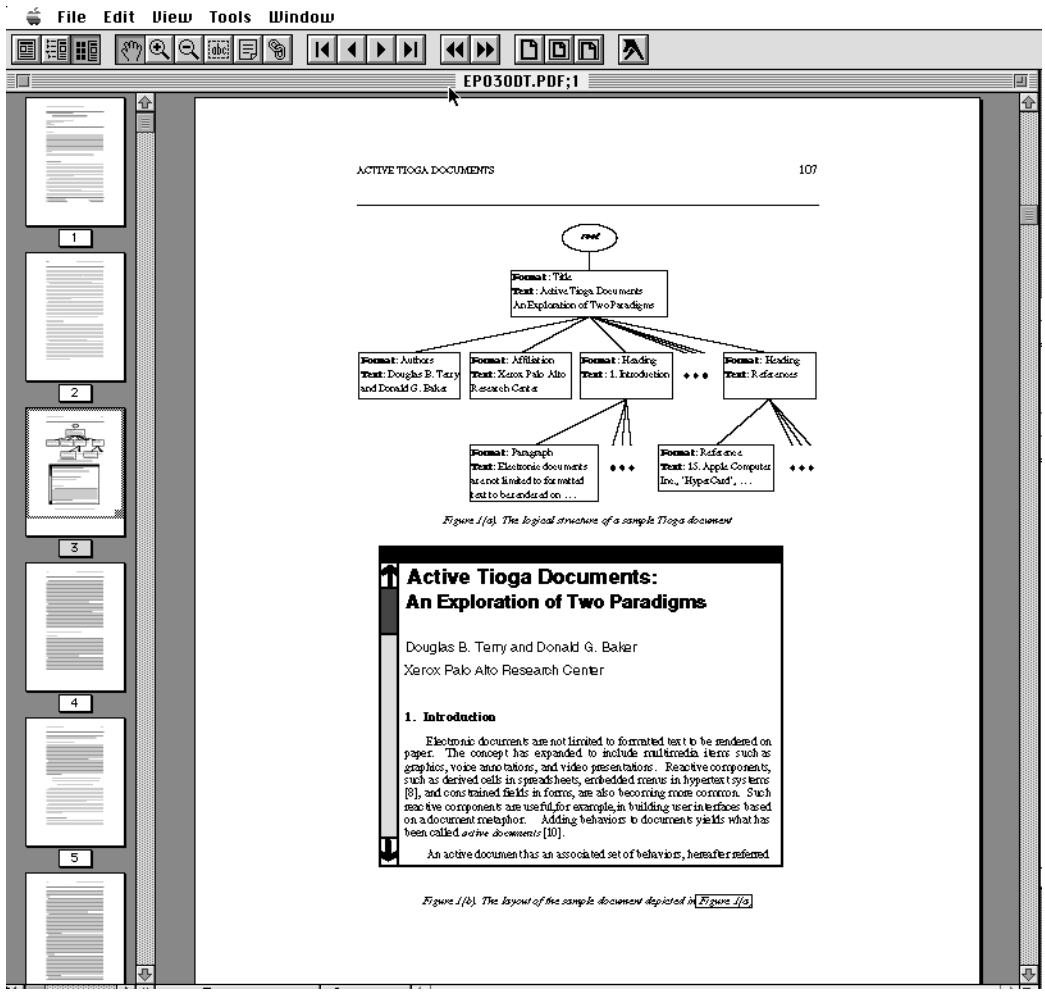 File Edit View Tools Window
abc
EPO30DT.PDF;1
1
2
3
4
5
ACTIVE TIOGA DOCUMENTS 107
root
Format: Title
Text: Active Tioga Documents
An Exploration of Two Paradigms
Format: Authors
Text: Douglas B. Terry
and Donald G. Baker
Format: Affiliation
Text: Xerox Palo Alto
Research Center
Format: Heading
Text: 1. Introduction
Format: Heading
Text: References
Format: Paragraph
Text: Electronic documents
are not limited to formatted
text to be rendered on ...
Format: Reference
Text: 15. Apple Computer
Inc., 'HyperCard', ...
Figure 1(a). The logical structure of a sample Tioga document
Active Tioga Documents:
An Exploration of Two Paradigms
Douglas B. Terry and Donald G. Baker
Xerox Palo Alto Research Center
1. Introduction
Electronic documents are not limited to formatted text to be rendered on
paper. The concept has expanded to include multimedia items such as
graphics, voice annotations, and video presentations. Reactive components,
such as derived cells in spreadsheets, embedded menus in hypertext systems
[8], and constrained fields in forms, are also becoming more common. Such
reactive components are useful, for example, in building user interfaces based
on a document metaphor. Adding behaviors to documents yields what has
been called active documents [10].
An active document has an associated set of behaviors, hereafter referred
Figure 1(b). The layout of the sample document depicted in Figure 1(a)